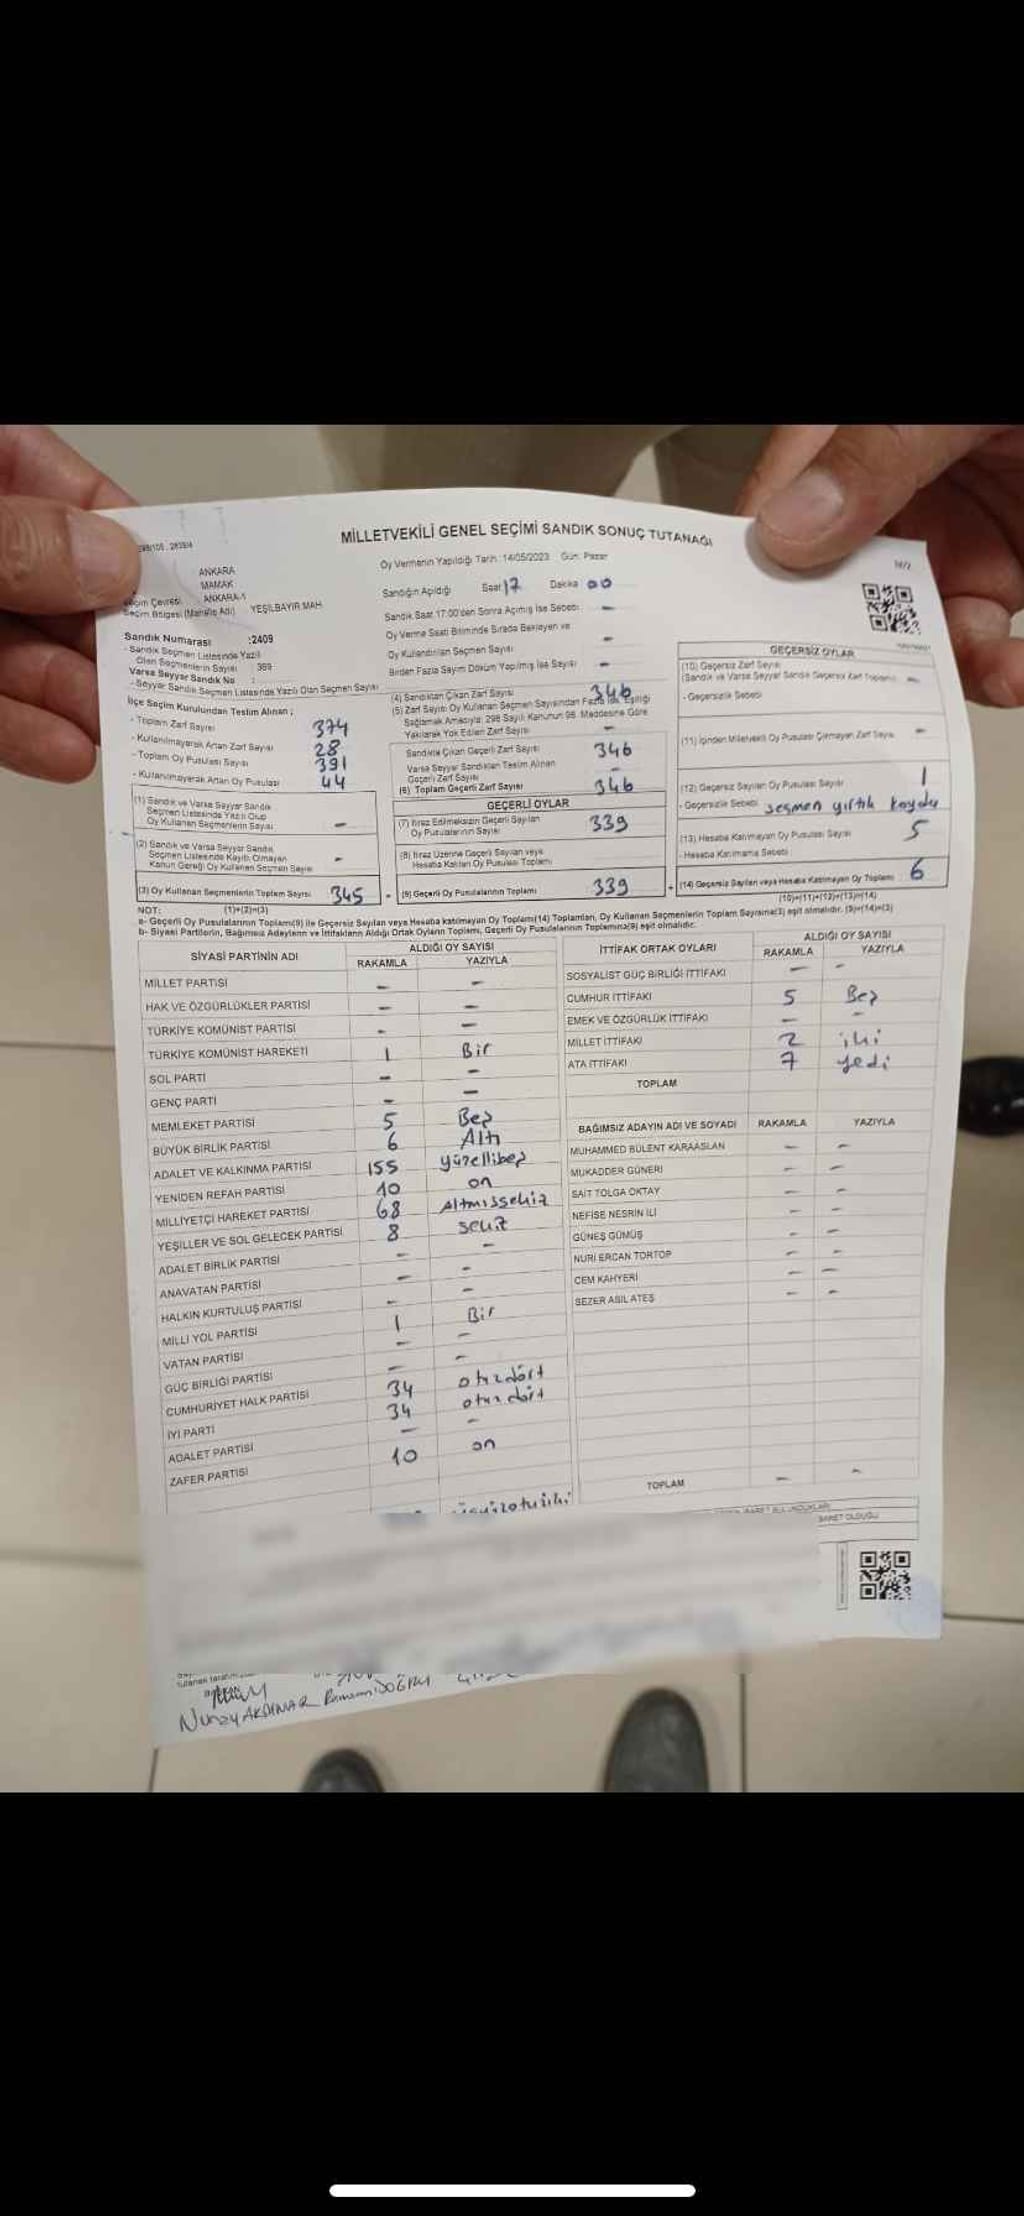 MİLLETVEKİLİ GENEL SEÇİMİ SANDIK SONUÇ TUTANAĞI
Oy Vermenin Yapıldığı Tarih: 14/05/2023 Gün: Pazar
ANKARA
MAMAK
Seçim Çevresi ANKARA-1
Seçim Bölgesi (Mahalle Adı) YEŞİLBAYIR MAH.
Sandığın Açıldığı Saat 17 Dakika 00
Sandık Saat 17:00'den Sonra Açımış İse Sebebi -
Oy Verme Saati Bitiminde Sırada Bekleyen ve
Oy Kullandırılan Seçmen Sayısı -
Birden Fazla Sayım Döküm Yapılmış İse Sayısı -
Sandık Numarası :2409
- Sandık Seçmen Listesinde Yazılı
Olan Seçmenlerin Sayısı 369
Varsa Seyyar Sandık No :
- Seyyar Sandık Seçmen Listesinde Yazılı Olan Seçmen Sayısı
İlçe Seçim Kurulundan Teslim Alınan ;
- Toplam Zarf Sayısı 374
- Kullanılmayarak Artan Zarf Sayısı 28
- Toplam Oy Pusulası Sayısı 391
- Kullanılmayarak Artan Oy Pusulası 44
(1) Sandık ve Varsa Seyyar Sandık
Seçmen Listesinde Yazılı Olup
Oy Kullanan Seçmenlerin Sayısı -
(2) Sandık ve Varsa Seyyar Sandık
Seçmen Listesinde Kayıtlı Olmayan
Kanun Gereği Oy Kullanan Seçmen Sayısı -
(3) Oy Kullanan Seçmenlerin Toplam Sayısı 345
(4) Sandıktan Çıkan Zarf Sayısı 346
(5) Zarf Sayısı Oy Kullanan Seçmen Sayısından Fazla İse, Eşitliği
Sağlamak Amacıyla; 298 Sayılı Kanunun 98. Maddesine Göre
Yakılarak Yok Edilen Zarf Sayısı -
Sandıkta Çıkan Geçerli Zarf Sayısı 346
Varsa Seyyar Sandıktan Teslim Alınan
Geçerli Zarf Sayısı -
(6) Toplam Geçerli Zarf Sayısı 346
GEÇERLİ OYLAR
(7) İtiraz Edilmeksizin Geçerli Sayılan
Oy Pusulalarının Sayısı 339
(8) İtiraz Üzerine Geçerli Sayılan veya
Hesaba Katılan Oy Pusulası Toplamı
(9) Geçerli Oy Pusulalarının Toplamı 339
GEÇERSİZ OYLAR
(10) Geçersiz Zarf Sayısı
(Sandık ve Varsa Seyyar Sandık Geçersiz Zarf Toplamı) -
- Geçersizlik Sebebi
(11) İçinden Milletvekili Oy Pusulası Çıkmayan Zarf Sayısı -
(12) Geçersiz Sayılan Oy Pusulası Sayısı 1
- Geçersizlik Sebebi seçmen yırtık koydu
(13) Hesaba Katılmayan Oy Pusulası Sayısı 5
- Hesaba Katılmama Sebebi
(14) Geçersiz Sayılan veya Hesaba Katılmayan Oy Toplamı 6
NOT: (1)+(2)=(3) (10)+(11)+(12)+(13)=(14)
a- Geçerli Oy Pusulalarının Toplamı(9) ile Geçersiz Sayılan veya Hesaba katılmayan Oy Toplamı(14) Toplamları, Oy Kullanan Seçmenlerin Toplam Sayısına(3) eşit olmalıdır. (9)+(14)=(3)
b- Siyasi Partilerin, Bağımsız Adayların ve İttifakların Aldığı Ortak Oyların Toplamı, Geçerli Oy Pusulalarının Toplamına(9) eşit olmalıdır.
SİYASİ PARTİNİN ADI ALDIĞI OY SAYISI
RAKAMLA YAZIYLA
MİLLET PARTİSİ - -
HAK VE ÖZGÜRLÜKLER PARTİSİ - -
TÜRKİYE KOMÜNİST PARTİSİ - -
TÜRKİYE KOMÜNİST HAREKETİ 1 Bir
SOL PARTİ - -
GENÇ PARTİ - -
MEMLEKET PARTİSİ 5 Beş
BÜYÜK BİRLİK PARTİSİ 6 Altı
ADALET VE KALKINMA PARTİSİ 155 yüzellibeş
YENİDEN REFAH PARTİSİ 10 on
MİLLİYETÇİ HAREKET PARTİSİ 68 Altmışsekiz
YEŞİLLER VE SOL GELECEK PARTİSİ 8 sekiz
ADALET BİRLİK PARTİSİ - -
ANAVATAN PARTİSİ - -
HALKIN KURTULUŞ PARTİSİ - -
MİLLİ YOL PARTİSİ 1 Bir
VATAN PARTİSİ - -
GÜÇ BİRLİĞİ PARTİSİ - -
CUMHURİYET HALK PARTİSİ 34 otuzdört
İYİ PARTİ 34 otuzdört
ADALET PARTİSİ - -
ZAFER PARTİSİ 10 on
İTTİFAK ORTAK OYLARI ALDIĞI OY SAYISI
RAKAMLA YAZIYLA
SOSYALİST GÜÇ BİRLİĞİ İTTİFAKI - -
CUMHUR İTTİFAKI 5 Beş
EMEK VE ÖZGÜRLÜK İTTİFAKI - -
MİLLET İTTİFAKI 2 iki
ATA İTTİFAKI 7 yedi
TOPLAM
BAĞIMSIZ ADAYIN ADI VE SOYADI RAKAMLA YAZIYLA
MUHAMMED BÜLENT KARAASLAN - -
MUKADDER GÜNERİ - -
SAİT TOLGA OKTAY - -
NEFİSE NESRİN İLİ - -
GÜNEŞ GÜMÜŞ - -
NURİ ERCAN TORTOP - -
CEM KAHYERİ - -
SEZER ASIL ATEŞ - -
TOPLAM - -